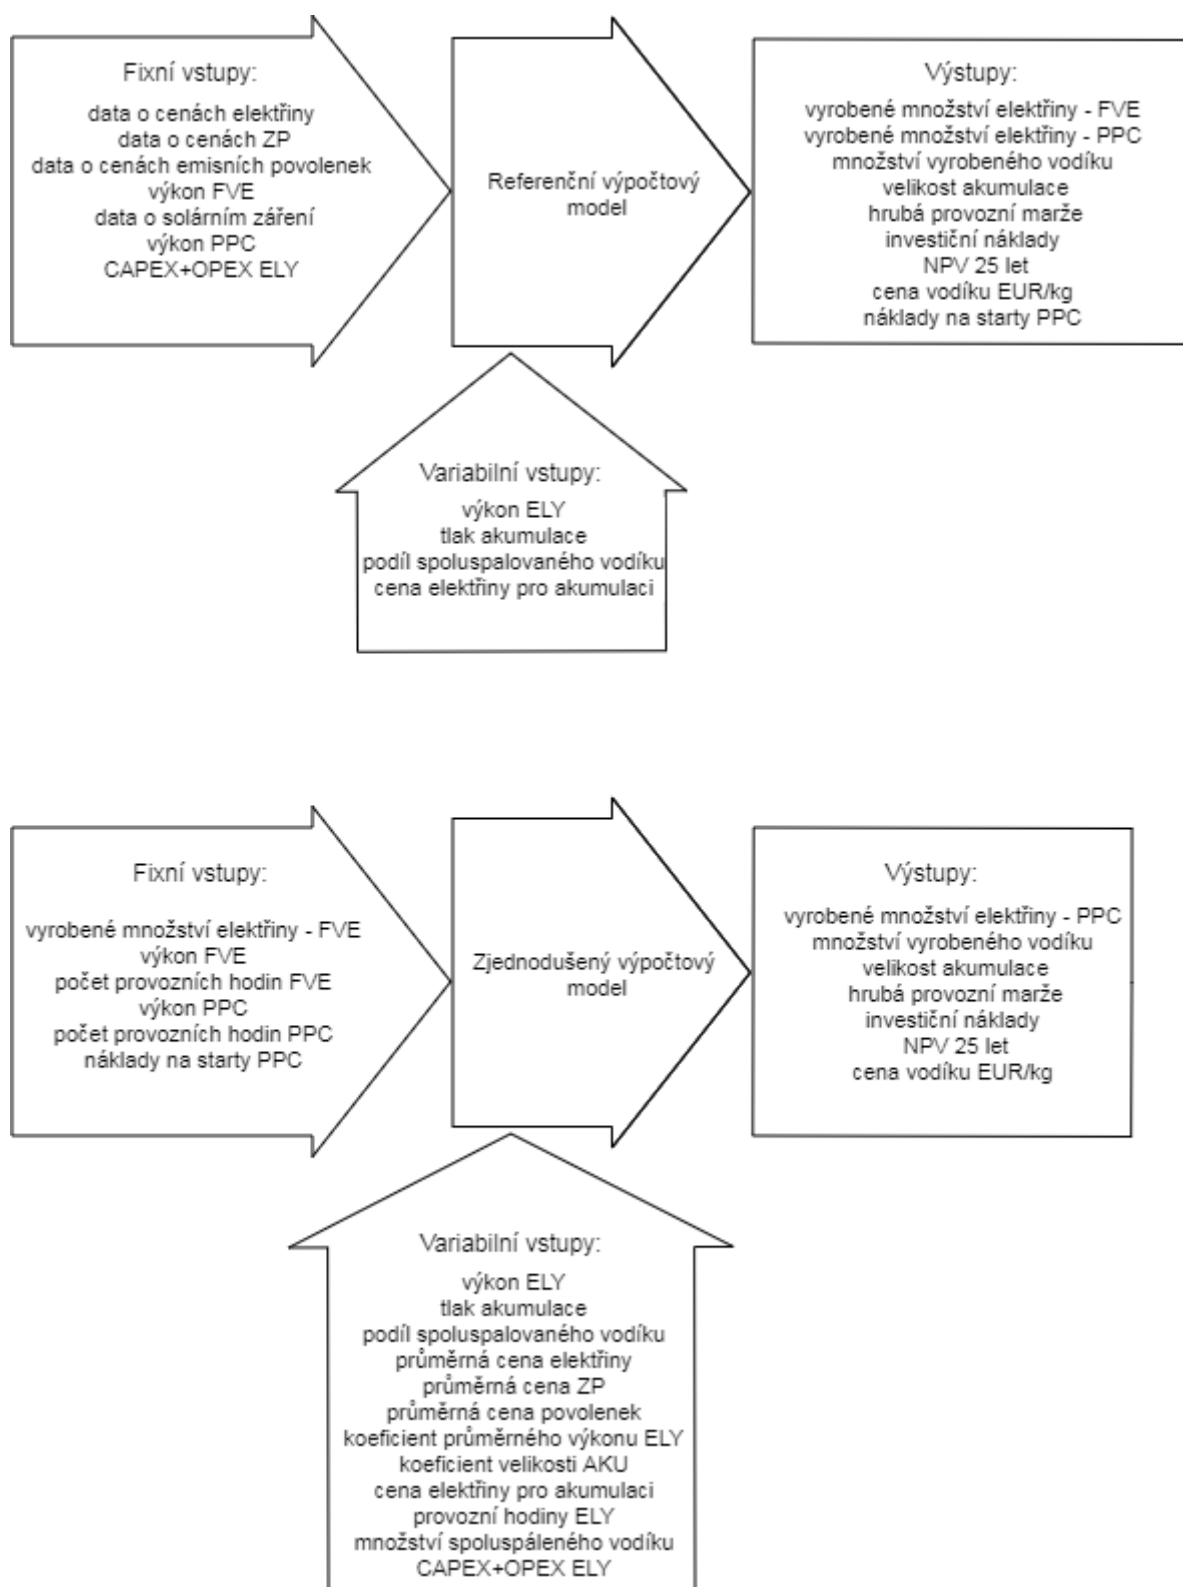 Fixní vstupy:
data o cenách elektřiny
data o cenách ZP
data o cenách emisních povolenek
výkon FVE
data o solárním záření
výkon PPC
CAPEX+OPEX ELY
Referenční výpočtový
model
Výstupy:
vyrobené množství elektřiny - FVE
vyrobené množství elektřiny - PPC
množství vyrobeného vodíku
velikost akumulace
hrubá provozní marže
investiční náklady
NPV 25 let
cena vodíku EUR/kg
náklady na starty PPC
Variabilní vstupy:
výkon ELY
tlak akumulace
podíl spoluspalovaného vodíku
cena elektřiny pro akumulaci
Fixní vstupy:
vyrobené množství elektřiny - FVE
výkon FVE
počet provozních hodin FVE
výkon PPC
počet provozních hodin PPC
náklady na starty PPC
Zjednodušený výpočtový
model
Výstupy:
vyrobené množství elektřiny - PPC
množství vyrobeného vodíku
velikost akumulace
hrubá provozní marže
investiční náklady
NPV 25 let
cena vodíku EUR/kg
Variabilní vstupy:
výkon ELY
tlak akumulace
podíl spoluspalovaného vodíku
průměrná cena elektřiny
průměrná cena ZP
průměrná cena povolenek
koeficient průměrného výkonu ELY
koeficient velikosti AKU
cena elektřiny pro akumulaci
provozní hodiny ELY
množství spoluspáleného vodíku
CAPEX+OPEX ELY